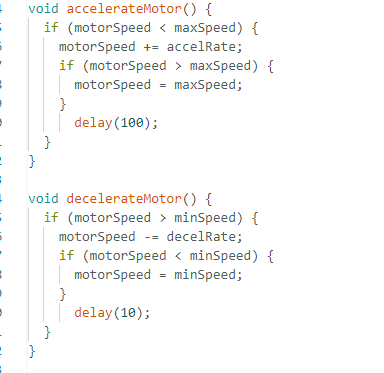 void accelerateMotor() {
  if (motorSpeed < maxSpeed) {
    motorSpeed += accelRate;
    if (motorSpeed > maxSpeed) {
      motorSpeed = maxSpeed;
    }
      delay(100);
  }
}

void decelerateMotor() {
  if (motorSpeed > minSpeed) {
    motorSpeed -= decelRate;
    if (motorSpeed < minSpeed) {
      motorSpeed = minSpeed;
    }
      delay(10);
  }
}